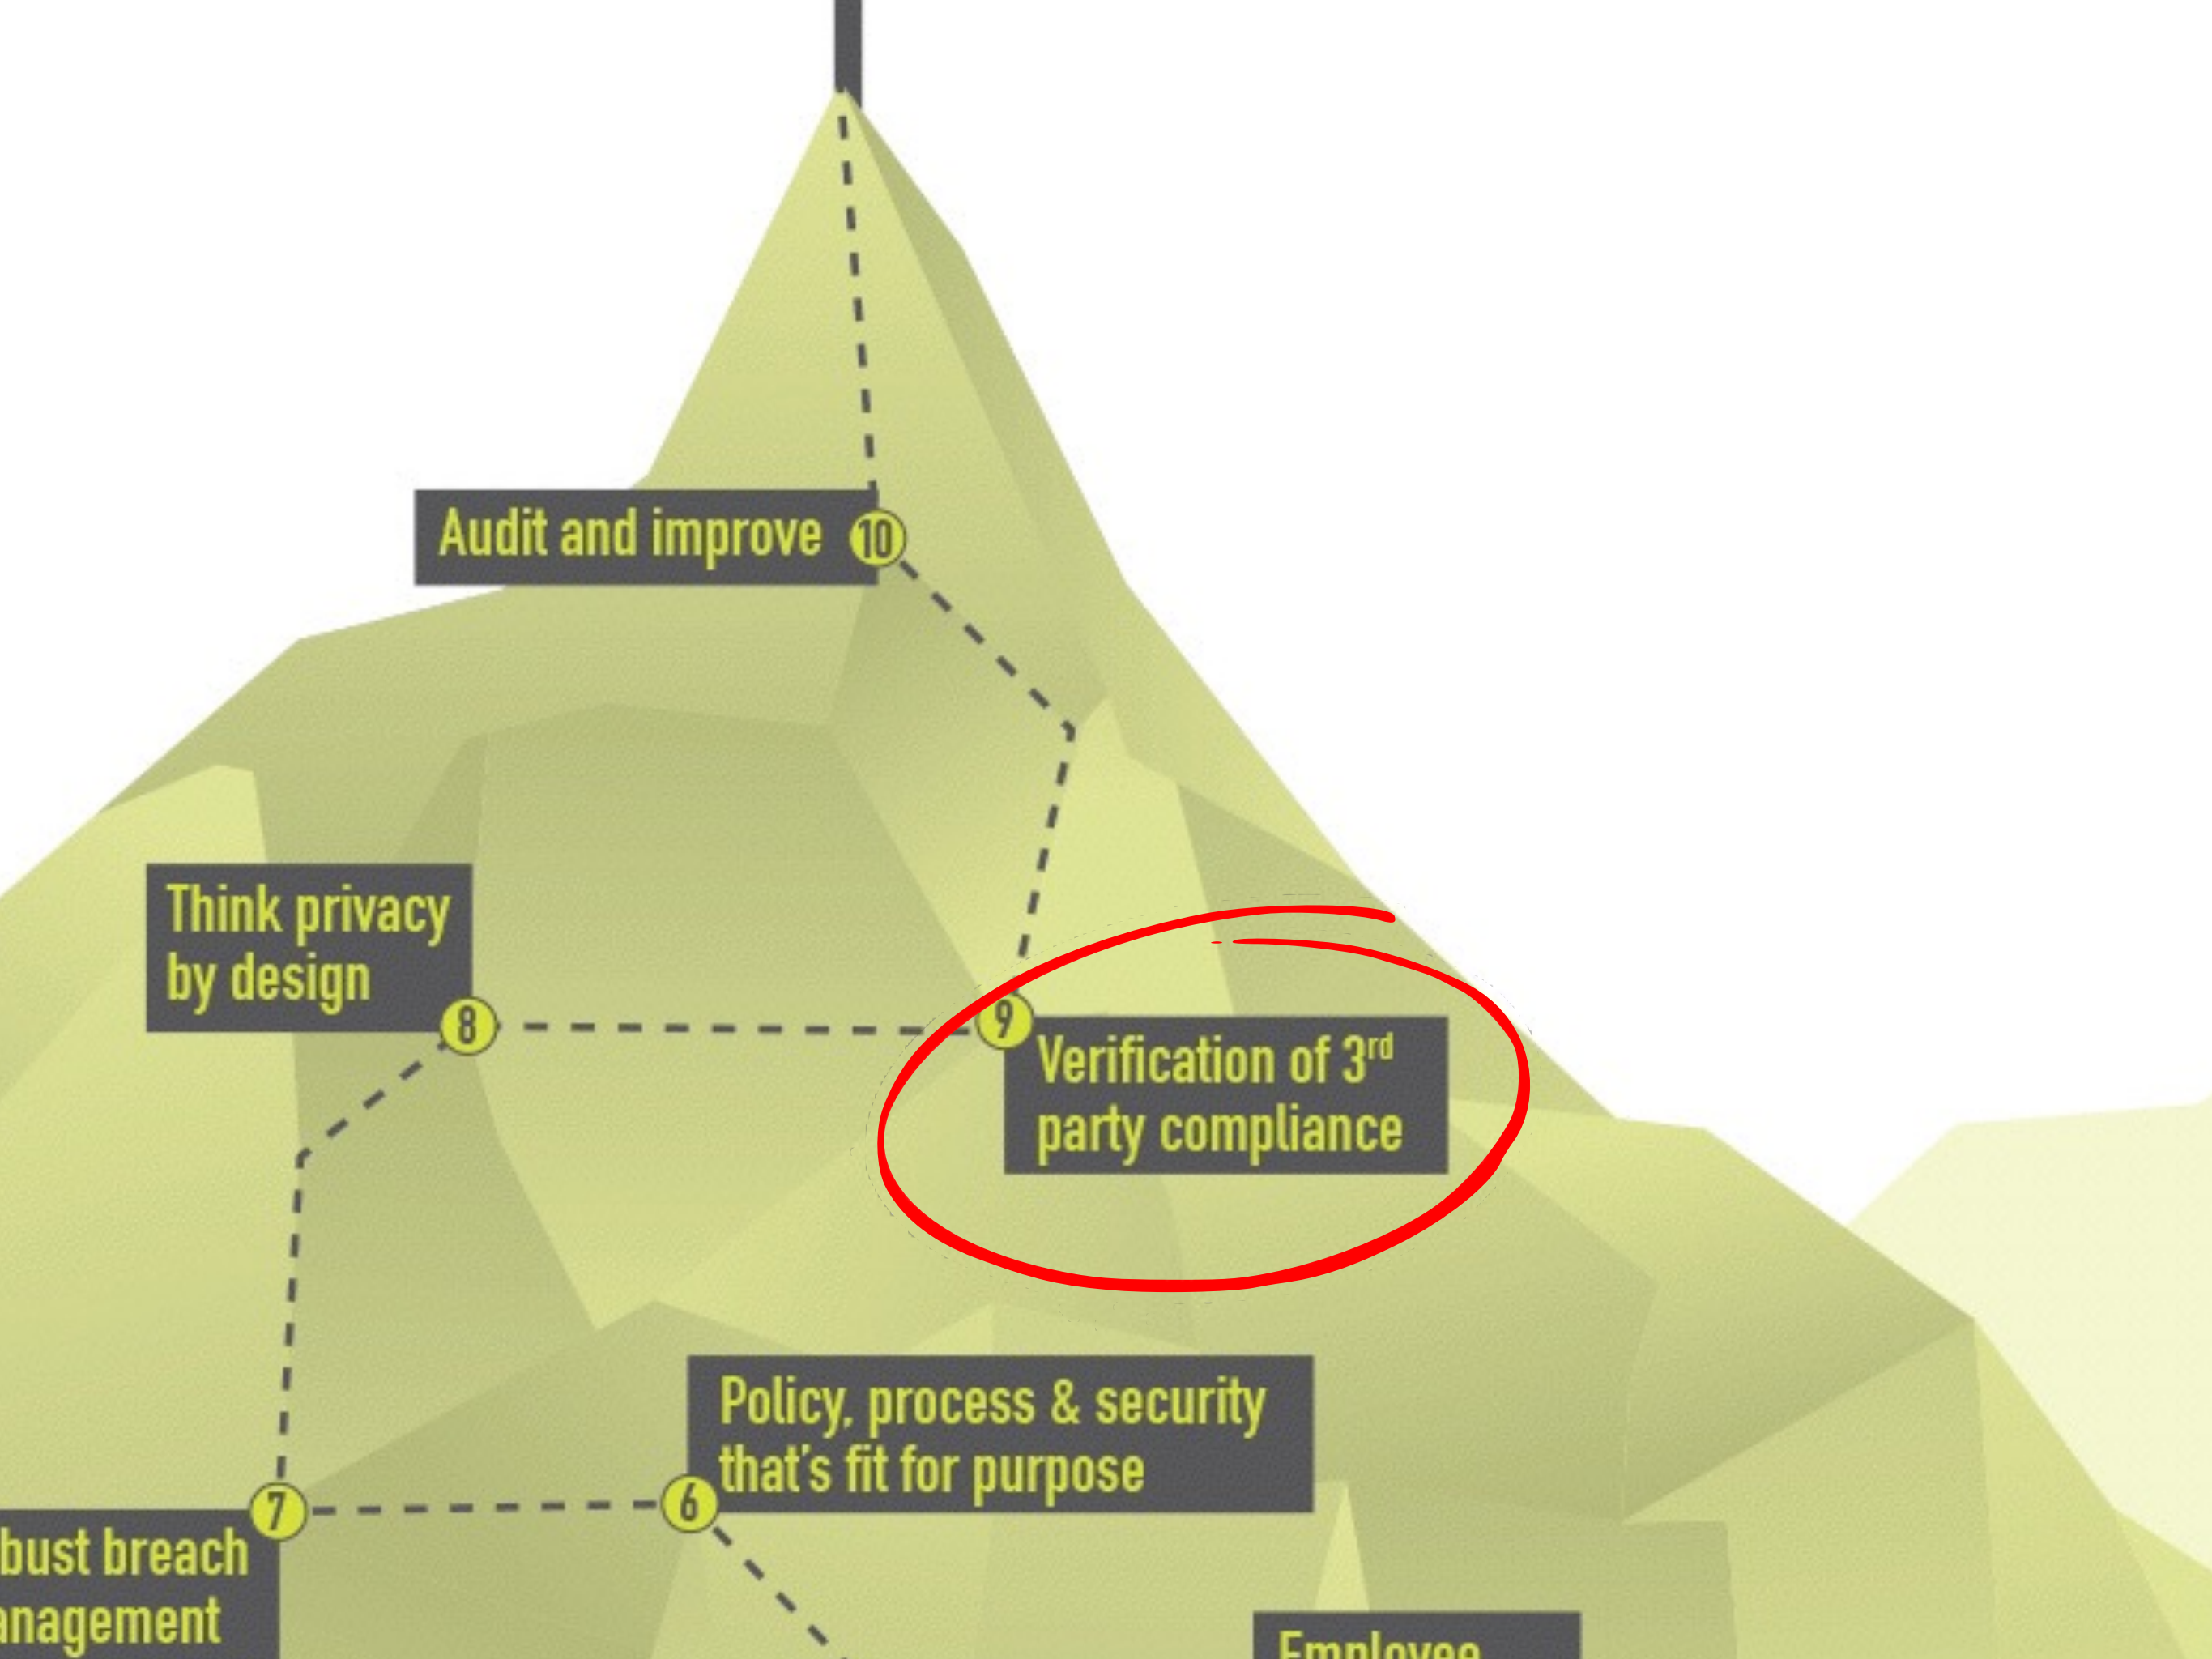 Audit and improve 10
Think privacy
by design
8
9
Verification of 3rd
party compliance
Policy, process & security
that's fit for purpose
7
6
bust breach
anagement
Employee